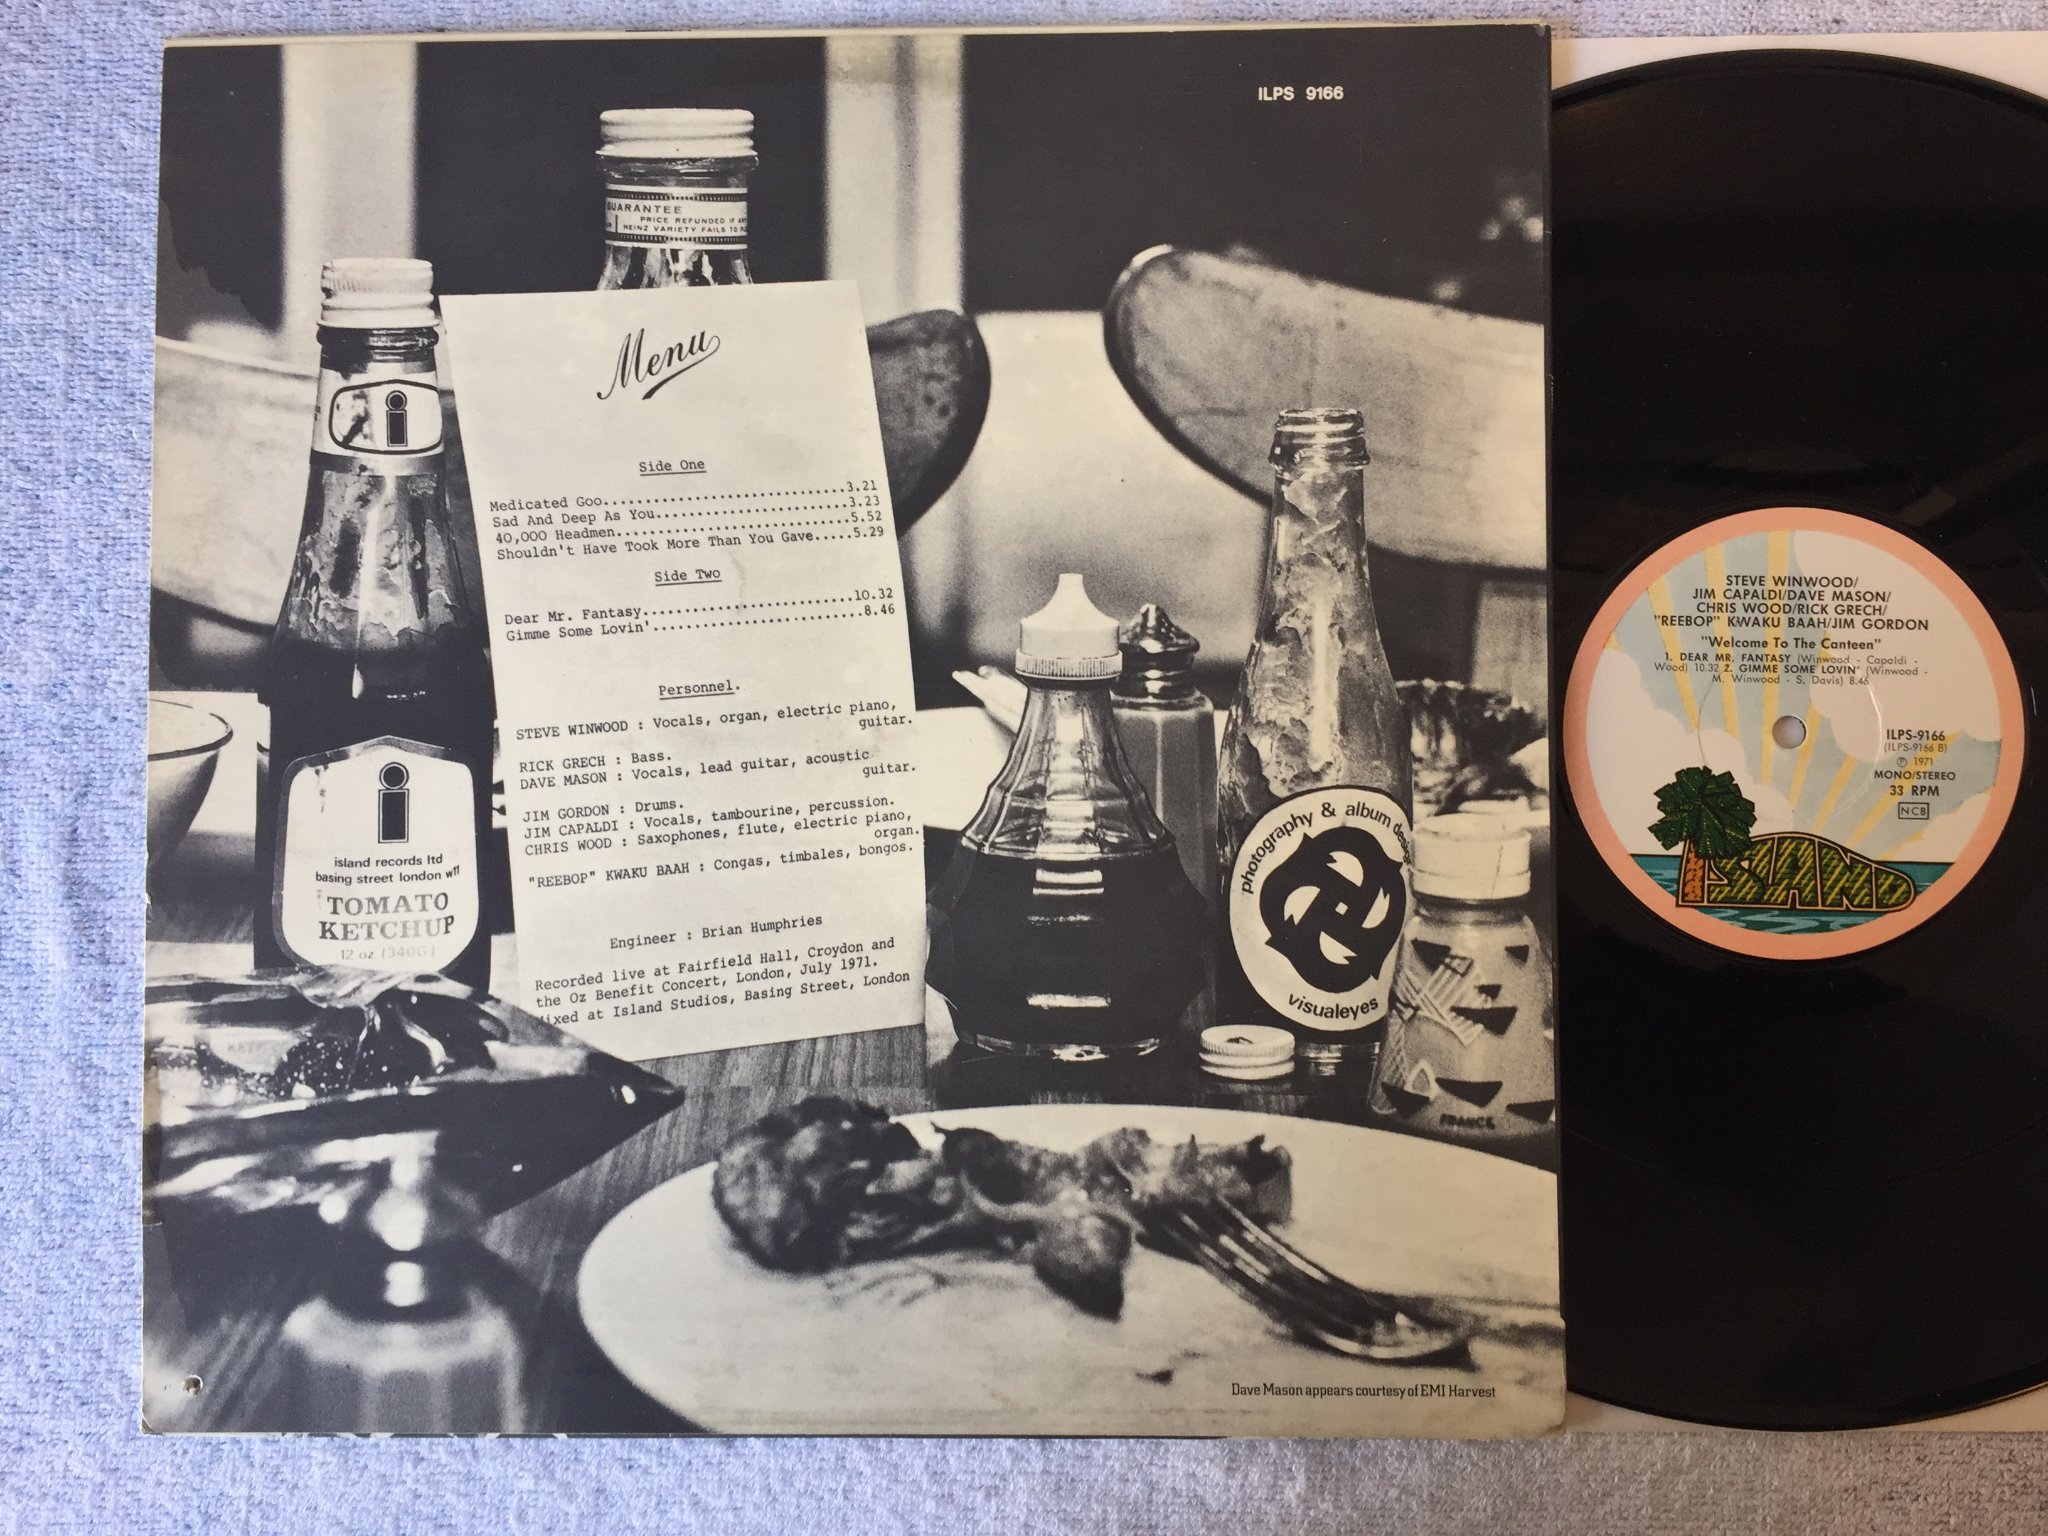 ILPS 9166
GUARANTEE
PRICE REFUNDED IF
HEINZ VARIETY FAILS TO
Menu
Side One
Medicated Goo..............................3.21
Sad And Deep As You........................3.23
40,000 Headmen.............................5.52
Shouldn't Have Took More Than You Gave.....5.29
Side Two
Dear Mr. Fantasy..........................10.32
Gimme Some Lovin'..........................8.46
Personnel.
STEVE WINWOOD : Vocals, organ, electric piano,
guitar.
RICK GRECH : Bass.
DAVE MASON : Vocals, lead guitar, acoustic
guitar.
JIM GORDON : Drums.
JIM CAPALDI : Vocals, tambourine, percussion.
CHRIS WOOD : Saxophones, flute, electric piano,
organ.
"REEBOP" KWAKU BAAH : Congas, timbales, bongos.
Engineer : Brian Humphries
Recorded live at Fairfield Hall, Croydon and
the Oz Benefit Concert, London, July 1971.
Mixed at Island Studios, Basing Street, London
i
i
island records ltd
basing street london w11
TOMATO
KETCHUP
12 oz. (340G)
photography & album design
visualeyes
FRANCE
Dave Mason appears courtesy of EMI Harvest
STEVE WINWOOD/
JIM CAPALDI/DAVE MASON/
CHRIS WOOD/RICK GRECH/
"REEBOP" KWAKU BAAH/JIM GORDON
"Welcome To The Canteen"
1. DEAR MR. FANTASY (Winwood - Capaldi -
Wood) 10.32 2. GIMME SOME LOVIN' (Winwood -
M. Winwood - S. Davis) 8.46
ILPS-9166
(ILPS-9166 B)
℗ 1971
MONO/STEREO
33 RPM
NCB
ISLAND